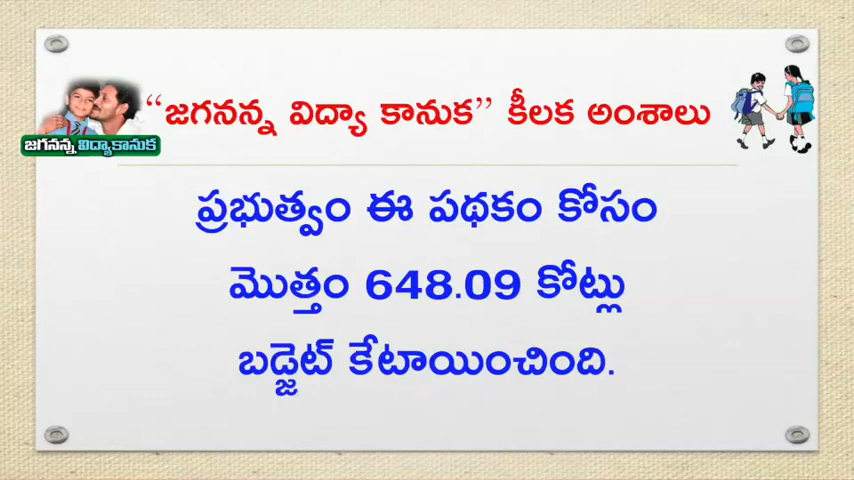 “జగనన్న విద్యా కానుక” కీలక అంశాలు
జగనన్న విద్యాకానుక
ప్రభుత్వం ఈ పథకం కోసం
మొత్తం 648.09 కోట్లు
బడ్జెట్ కేటాయించింది.